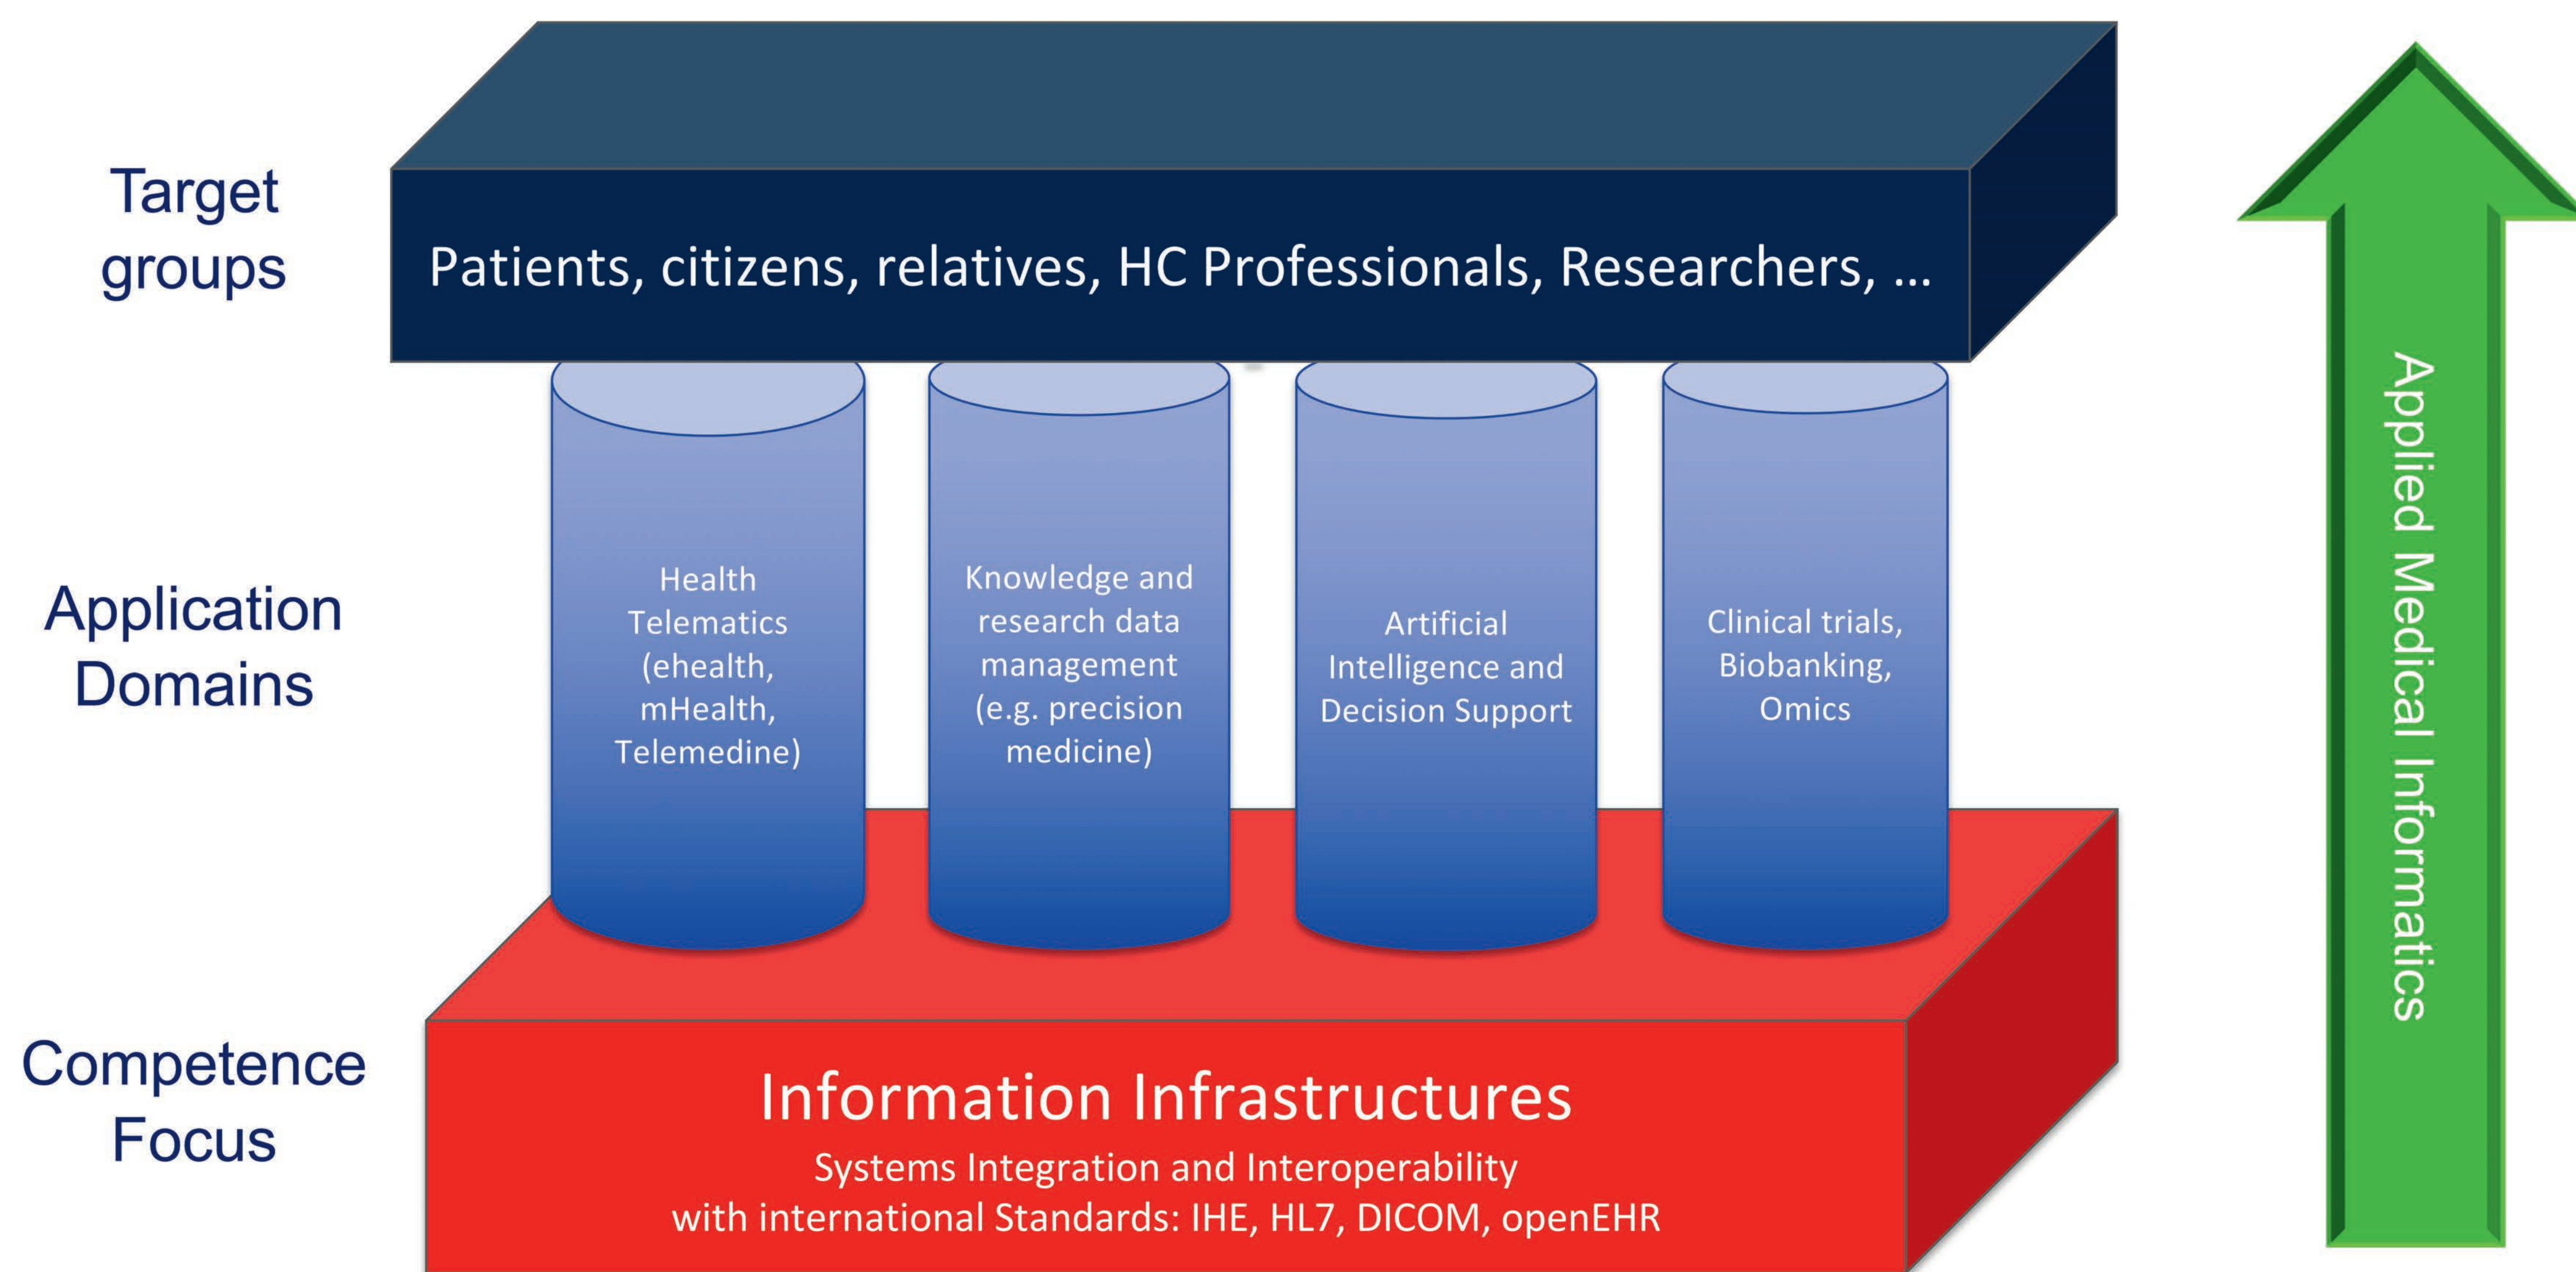 Target
groups
Patients, citizens, relatives, HC Professionals, Researchers, ...
Application
Domains
Health
Telematics
(ehealth,
mHealth,
Telemedine)
Knowledge and
research data
management
(e.g. precision
medicine)
Artificial
Intelligence and
Decision Support
Clinical trials,
Biobanking,
Omics
Competence
Focus
Information Infrastructures
Systems Integration and Interoperability
with international Standards: IHE, HL7, DICOM, openEHR
Applied Medical Informatics